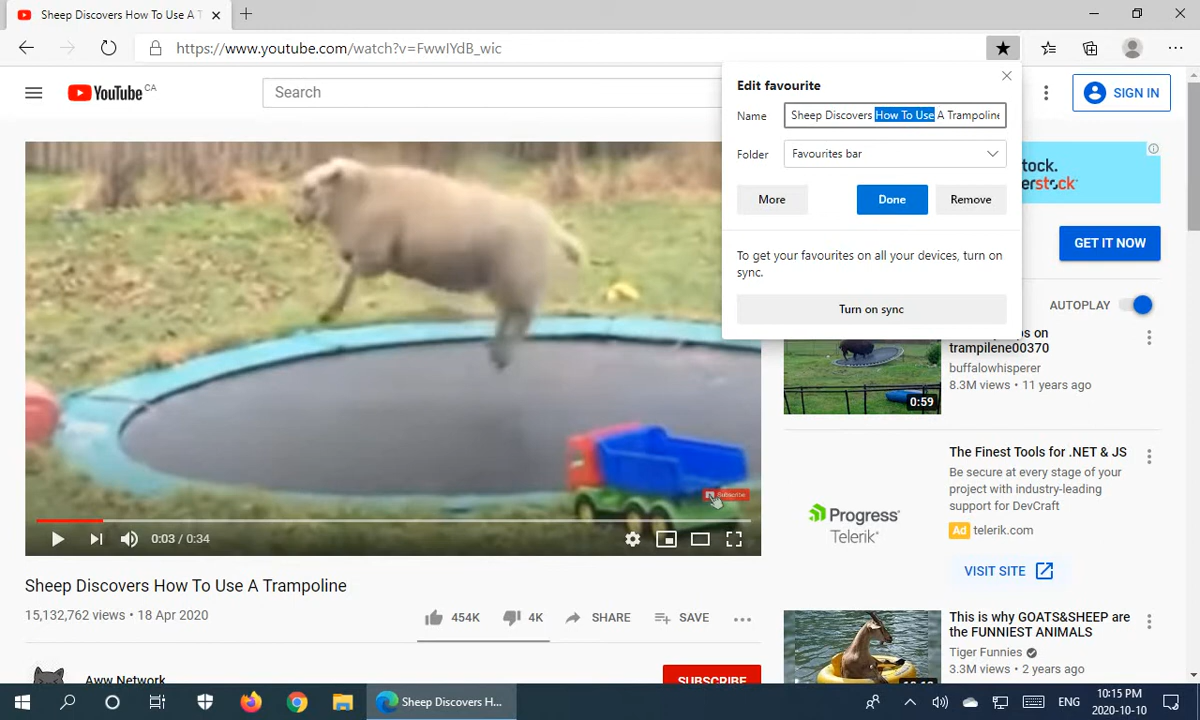 Sheep Discovers How To Use A T
https://www.youtube.com/watch?v=FwwIYdB_wic
YouTube CA
Search
SIGN IN
Edit favourite
Name
Sheep Discovers How To Use A Trampoline
Folder
Favourites bar
More
Done
Remove
To get your favourites on all your devices, turn on
sync.
Turn on sync
stock.
GET IT NOW
AUTOPLAY
on
trampilene00370
buffalowhisperer
8.3M views • 11 years ago
0:59
The Finest Tools for .NET & JS
Be secure at every stage of your
project with industry-leading
support for DevCraft
Ad telerik.com
VISIT SITE
Progress
Telerik
Subscribe
0:03 / 0:34
Sheep Discovers How To Use A Trampoline
15,132,762 views • 18 Apr 2020
454K
4K
SHARE
SAVE
This is why GOATS&SHEEP are
the FUNNIEST ANIMALS
Tiger Funnies
3.3M views • 2 years ago
Aww Network
SUBSCRIBE
Sheep Discovers H...
ENG
10:15 PM
2020-10-10